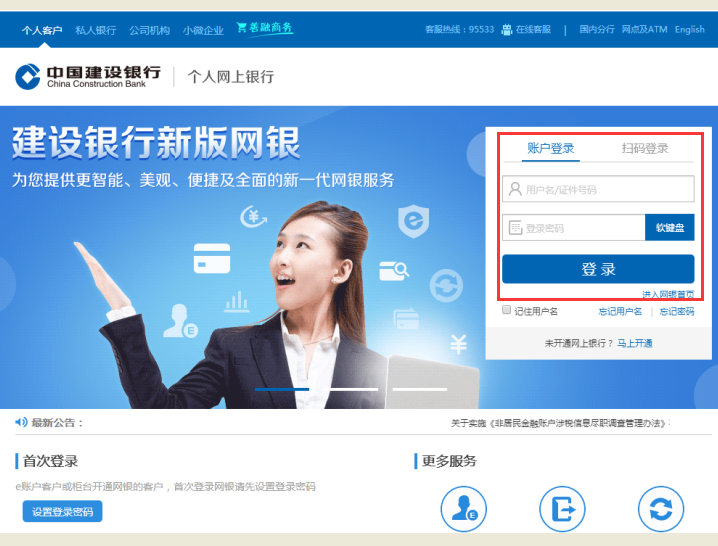 个人客户 私人银行 公司机构 小微企业 善融商务 客服热线：95533 在线客服 | 国内分行 网点及ATM English
中国建设银行
China Construction Bank
个人网上银行
建设银行新版网银
为您提供更智能、美观、便捷及全面的新一代网银服务
账户登录 扫码登录
用户名/证件号码
登录密码 软键盘
登 录
进入网银首页
记住用户名 忘记用户名 | 忘记密码
未开通网上银行？ 马上开通
最新公告： 关于实施《非居民金融账户涉税信息尽职调查管理办法》
首次登录
e账户客户或柜台开通网银的客户，首次登录网银请先设置登录密码
设置登录密码
更多服务